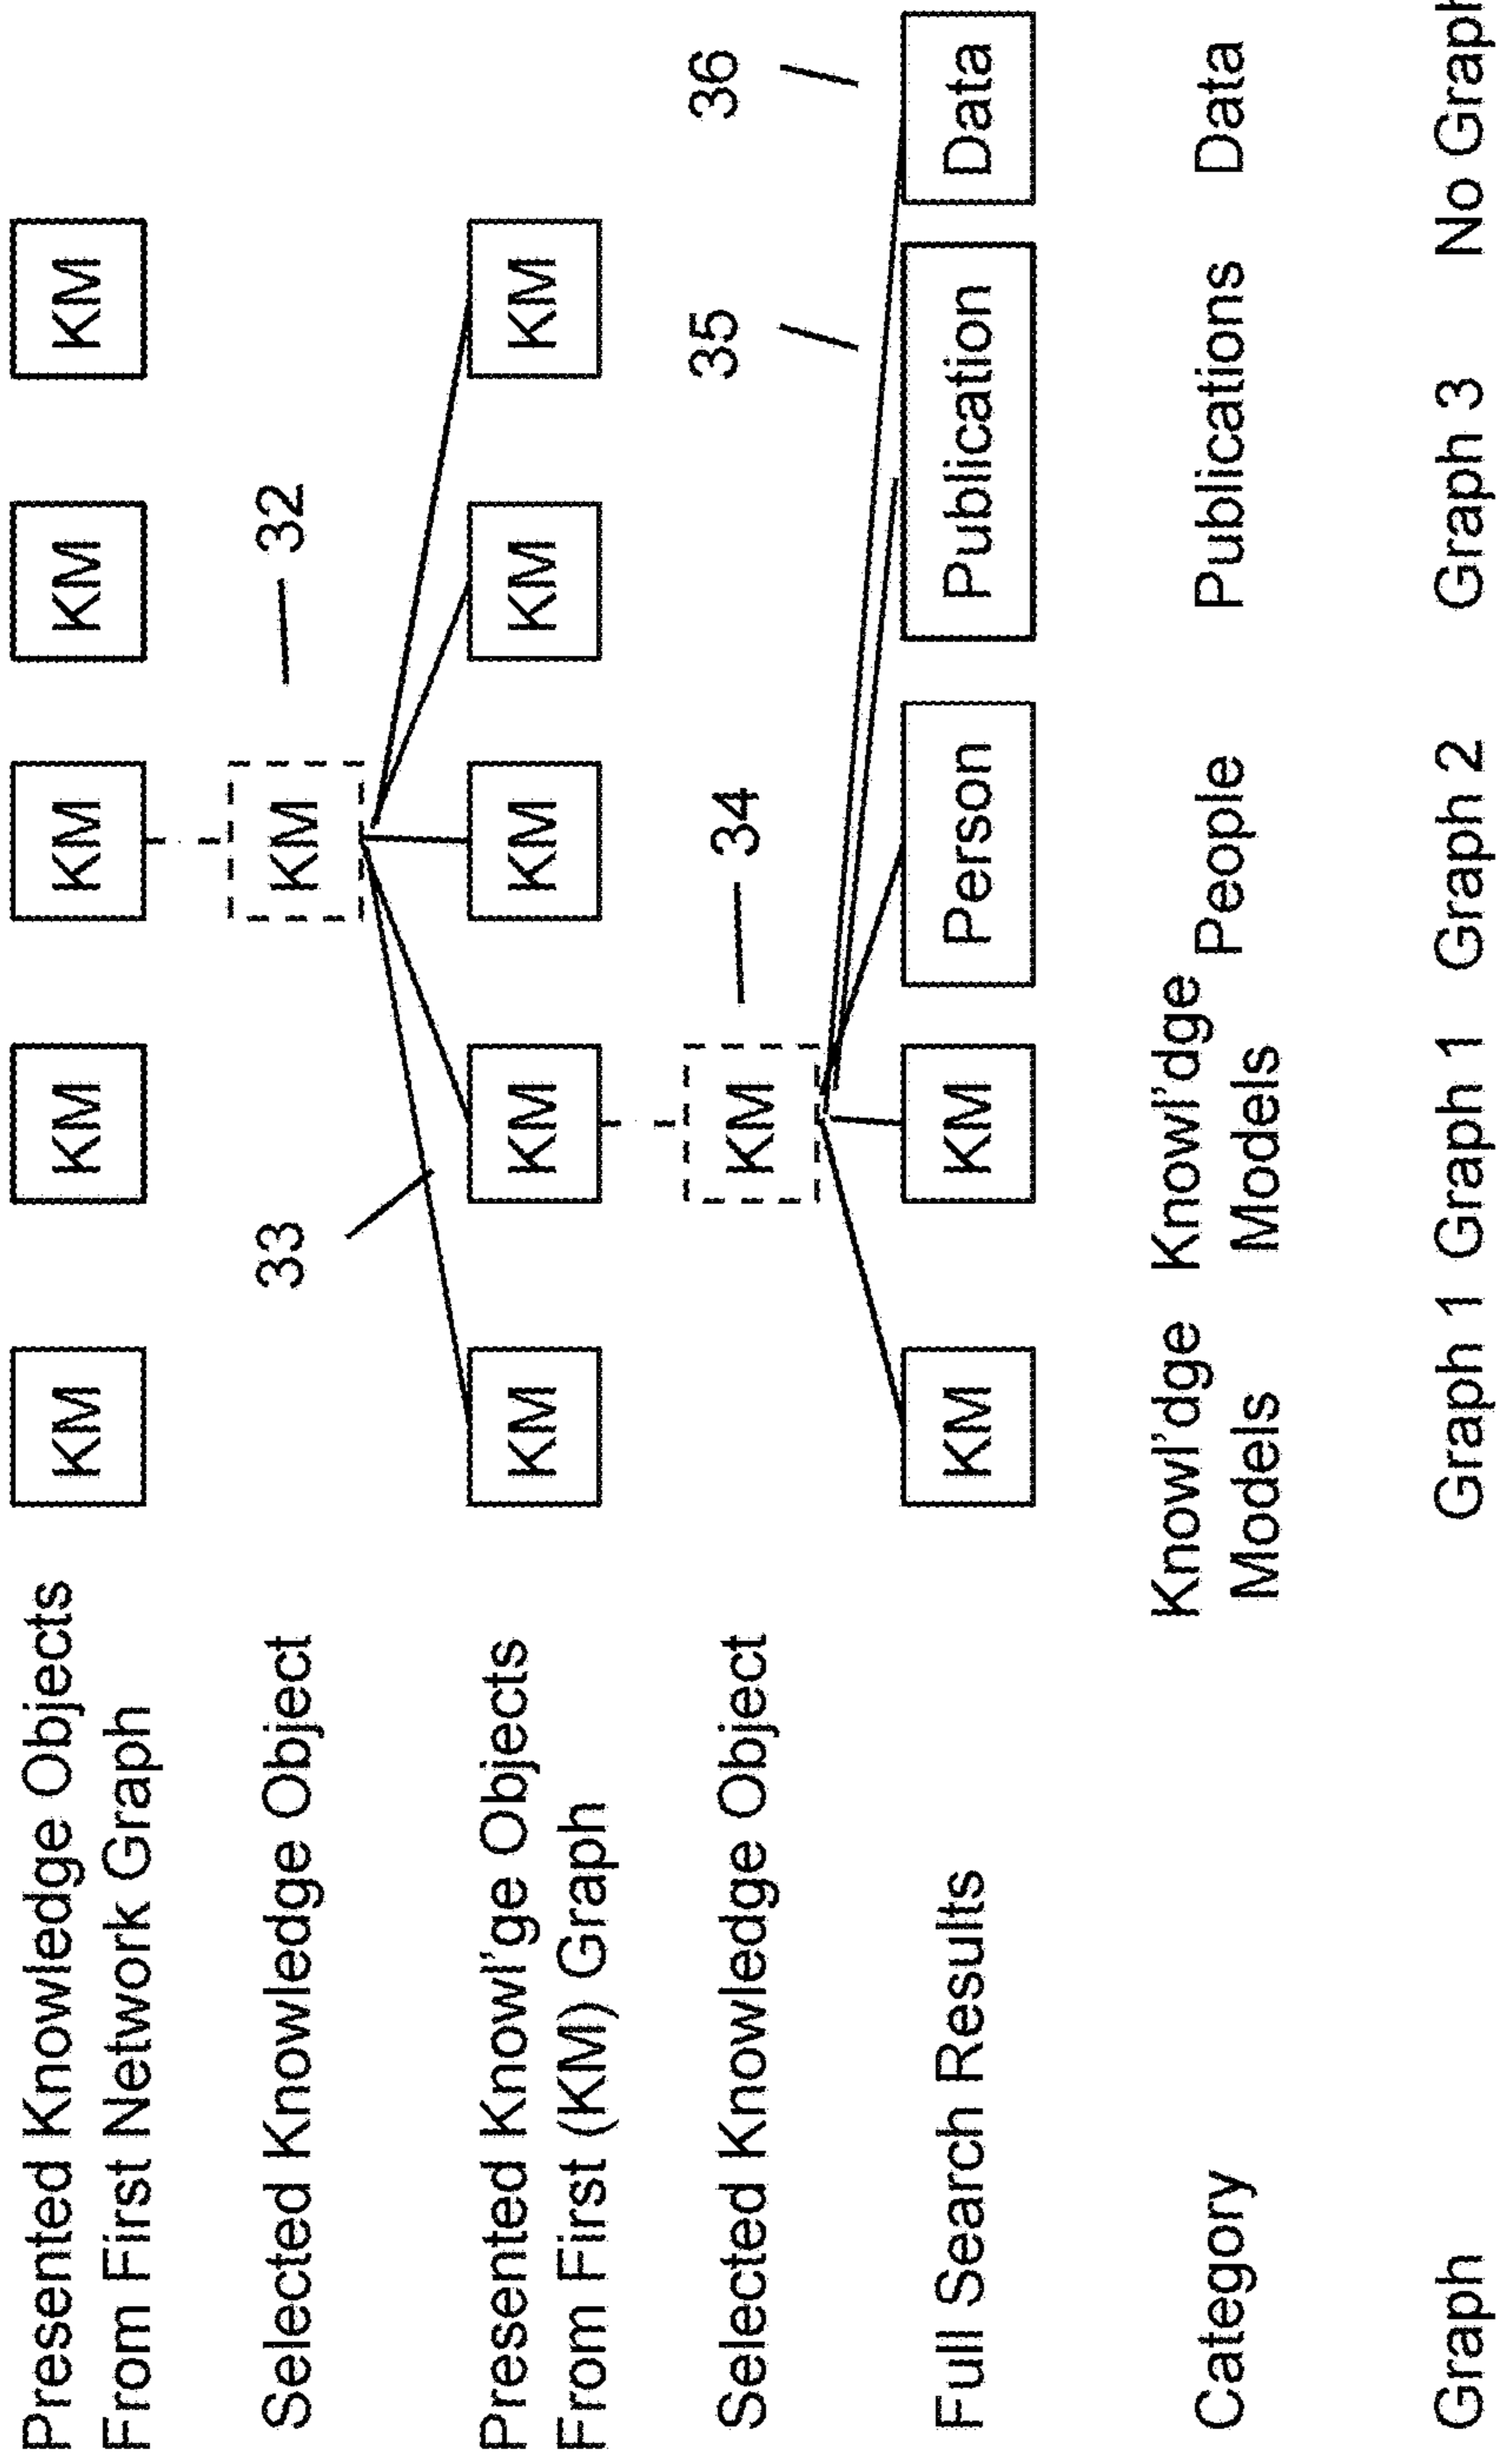 Presented Knowledge Objects
From First Network Graph
KM KM KM KM KM
Selected Knowledge Object
KM
32
33
Presented Knowl'ge Objects
From First (KM) Graph
KM KM KM KM KM
Selected Knowledge Object
KM
34
35
36
Full Search Results
KM KM Person Publication Data
Category
Knowl'dge
Models
Knowl'dge
Models
People
Publications
Data
Graph
Graph 1 Graph 1 Graph 2 Graph 3 No Graph